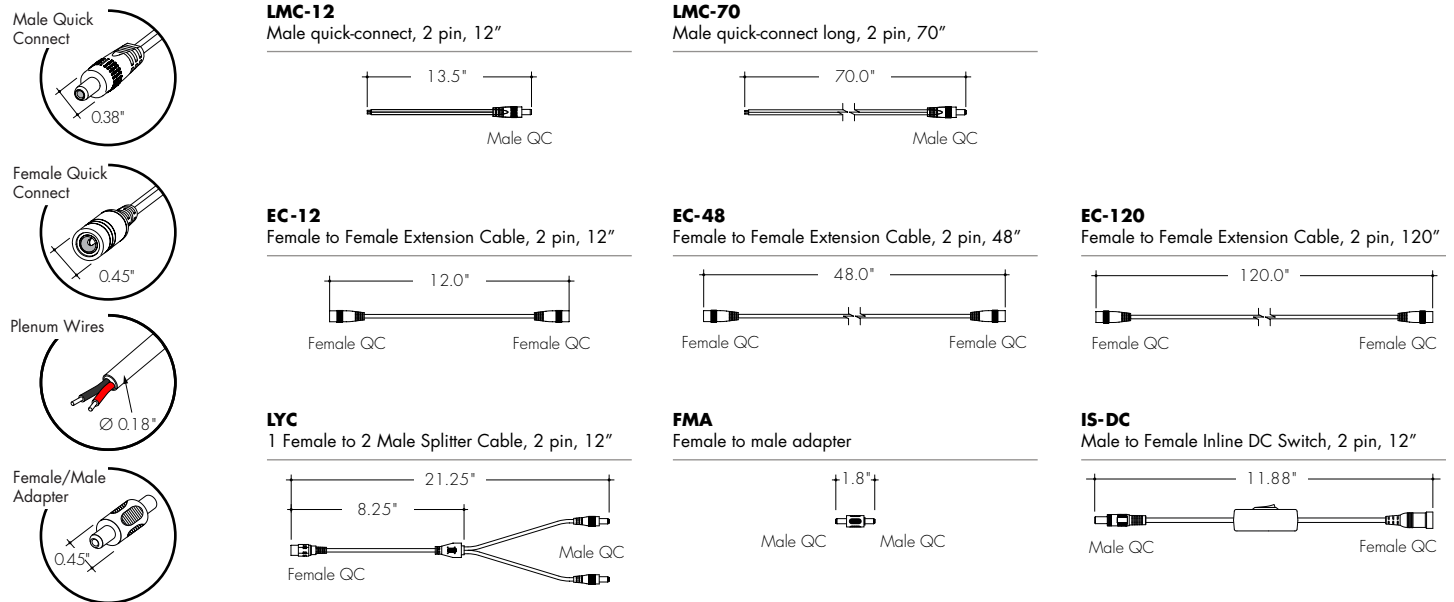 Male Quick
Connect
0.38"
Female Quick
Connect
0.45"
Plenum Wires
Ø 0.18"
Female/Male
Adapter
0.45"
LMC-12
Male quick-connect, 2 pin, 12”
13.5"
Male QC
LMC-70
Male quick-connect long, 2 pin, 70”
70.0"
Male QC
EC-12
Female to Female Extension Cable, 2 pin, 12”
12.0"
Female QC Female QC
EC-48
Female to Female Extension Cable, 2 pin, 48”
48.0"
Female QC Female QC
EC-120
Female to Female Extension Cable, 2 pin, 120”
120.0"
Female QC Female QC
LYC
1 Female to 2 Male Splitter Cable, 2 pin, 12”
21.25"
8.25"
Male QC
Female QC
FMA
Female to male adapter
1.8"
Male QC Male QC
IS-DC
Male to Female Inline DC Switch, 2 pin, 12”
11.88"
Male QC Female QC